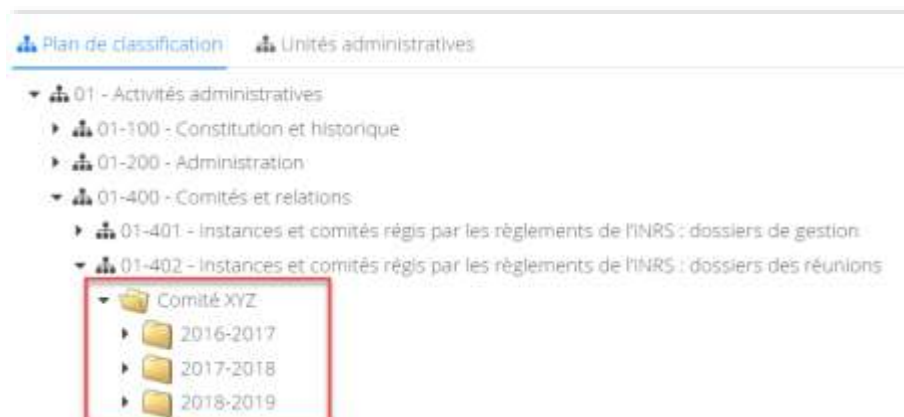 Plan de classification Unités administratives
01 - Activités administratives
01-100 - Constitution et historique
01-200 - Administration
01-400 - Comités et relations
01-401 - Instances et comités régis par les règlements de l'INRS : dossiers de gestion
01-402 - Instances et comités régis par les règlements de l'INRS : dossiers des réunions
Comité XYZ
2016-2017
2017-2018
2018-2019